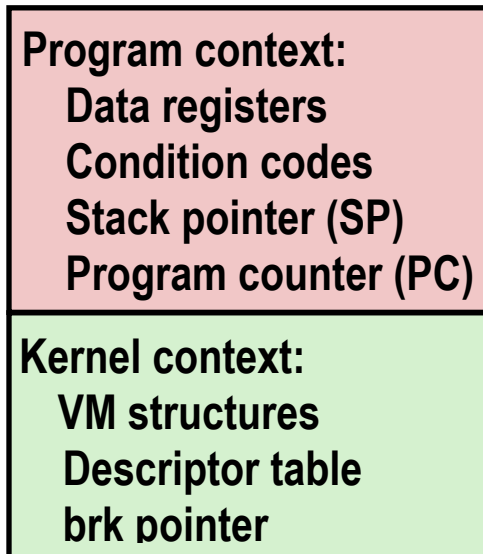 Program context:
Data registers
Condition codes
Stack pointer (SP)
Program counter (PC)
Kernel context:
VM structures
Descriptor table
brk pointer